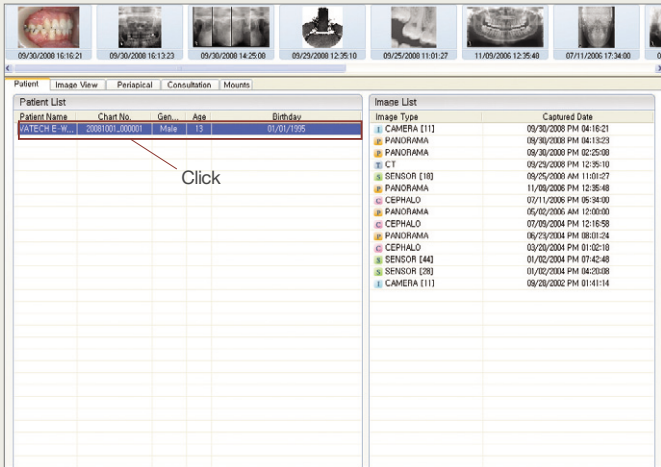 09/30/2008 16:16:21 09/30/2008 16:13:23 09/30/2008 14:25:08 09/29/2008 12:35:10 09/25/2008 11:01:27 11/09/2006 12:35:48 07/11/2006 17:34:00
Patient Image View Periapical Consultation Mounts
Patient List
Patient Name Chart No. Gen... Age Birthday
VATECH E-W... 20081001_000001 Male 13 01/01/1995
Click
Image List
Image Type Captured Date
I CAMERA [11] 09/30/2008 PM 04:16:21
P PANORAMA 09/30/2008 PM 04:13:23
P PANORAMA 09/30/2008 PM 02:25:08
T CT 09/29/2008 PM 12:35:10
S SENSOR [18] 09/25/2008 AM 11:01:27
P PANORAMA 11/09/2006 PM 12:35:48
C CEPHALO 07/11/2006 PM 05:34:00
P PANORAMA 05/02/2006 AM 12:00:00
C CEPHALO 07/09/2004 PM 12:16:58
P PANORAMA 06/23/2004 PM 08:01:24
C CEPHALO 03/20/2004 PM 01:02:18
S SENSOR [44] 01/02/2004 PM 07:42:48
S SENSOR [28] 01/02/2004 PM 04:20:08
I CAMERA [11] 09/28/2002 PM 01:41:14